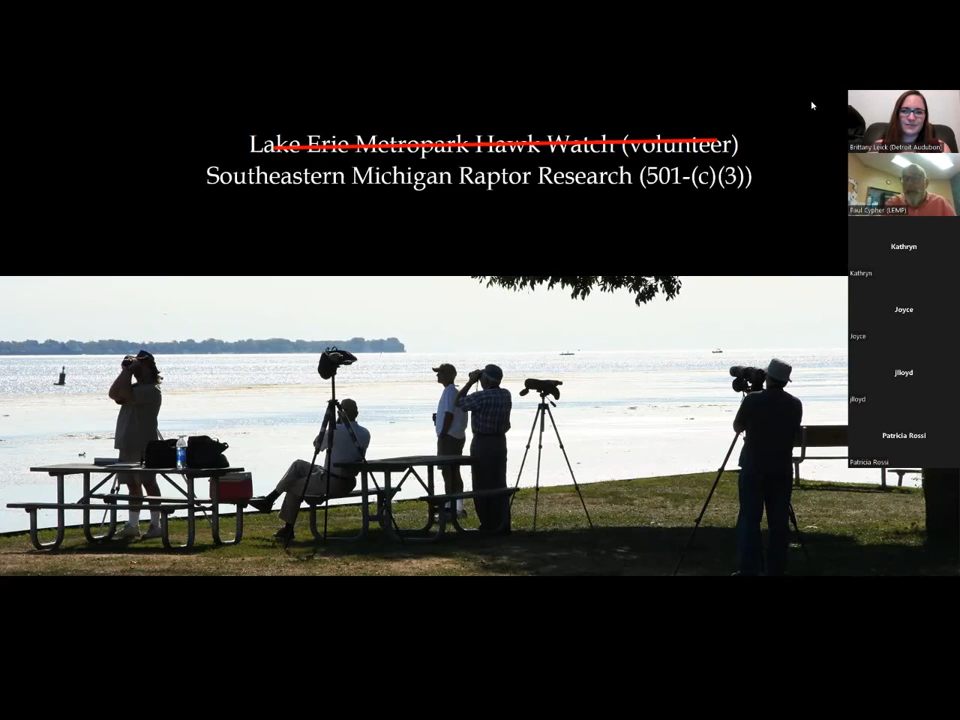 Lake Erie Metropark Hawk Watch (volunteer)
Southeastern Michigan Raptor Research (501-(c)(3))
Brittany Leick (Detroit Audubon)
Paul Cypher (LEMP)
Kathryn
Kathryn
Joyce
Joyce
jlloyd
jlloyd
Patricia Rossi
Patricia Rossi